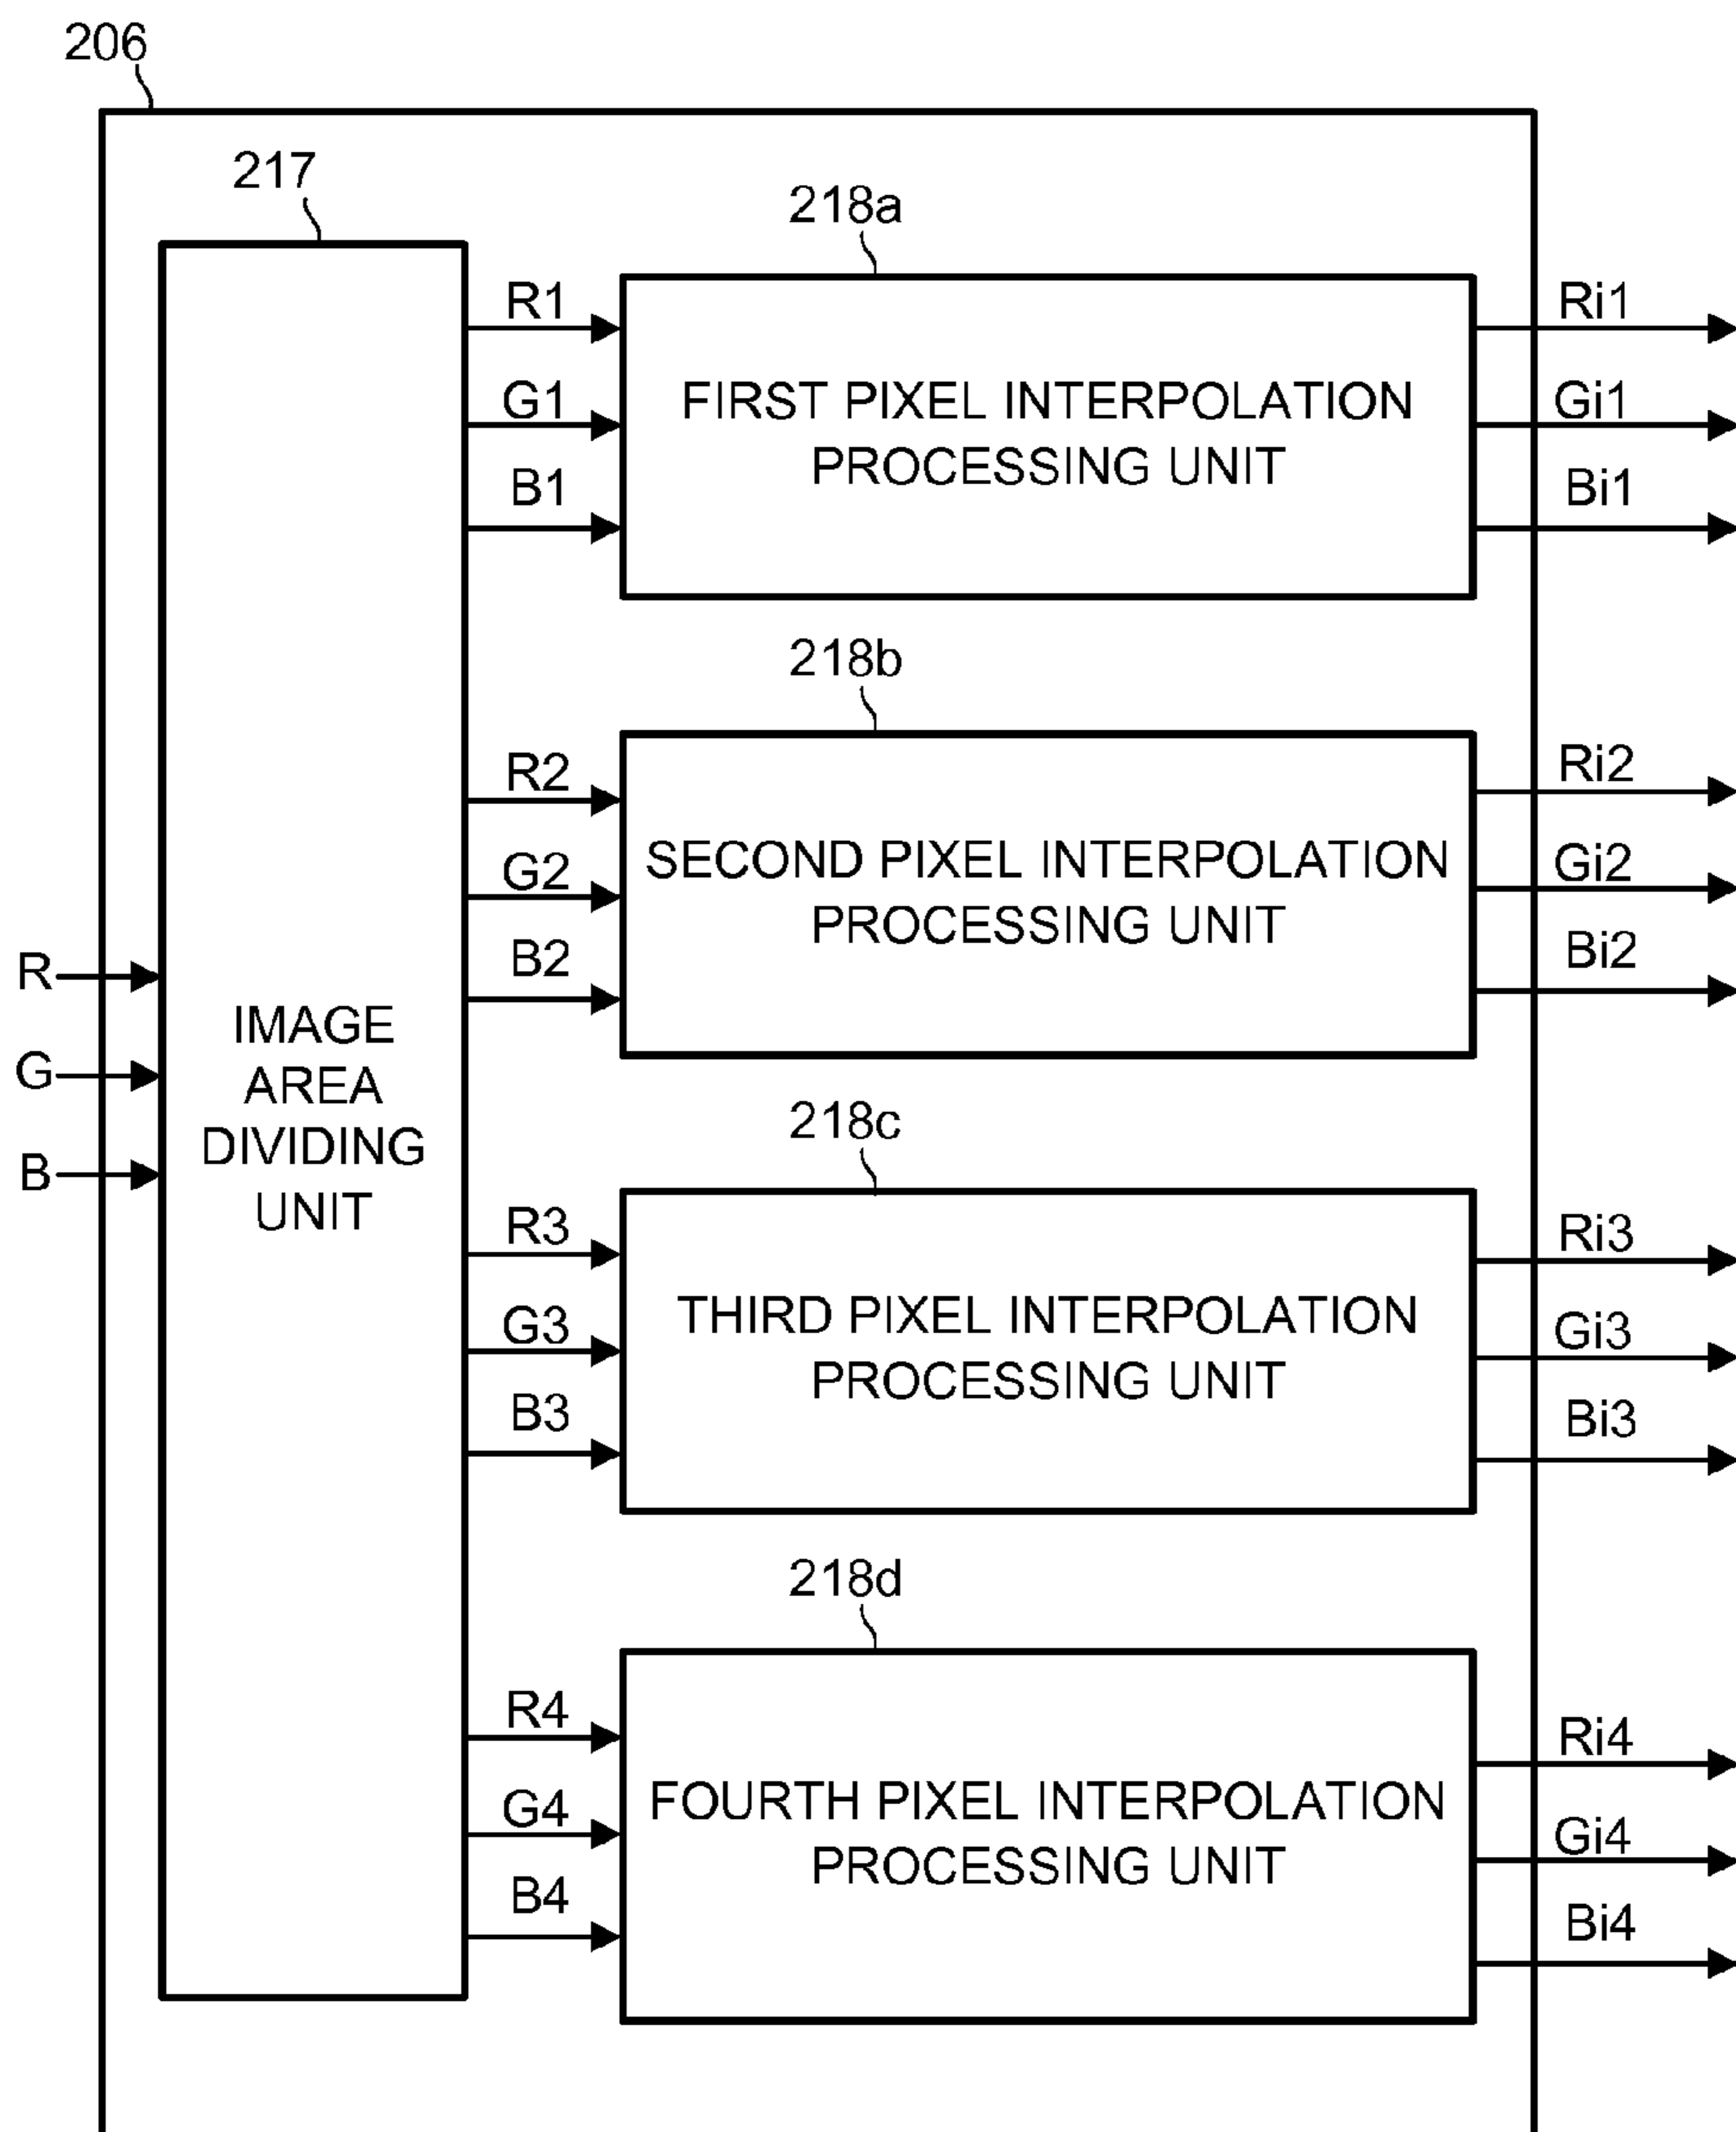 206
217
218a
R1
G1
B1
FIRST PIXEL INTERPOLATION
PROCESSING UNIT
Ri1
Gi1
Bi1
218b
R2
G2
B2
SECOND PIXEL INTERPOLATION
PROCESSING UNIT
Ri2
Gi2
Bi2
R
G
B
IMAGE
AREA
DIVIDING
UNIT
218c
R3
G3
B3
THIRD PIXEL INTERPOLATION
PROCESSING UNIT
Ri3
Gi3
Bi3
218d
R4
G4
B4
FOURTH PIXEL INTERPOLATION
PROCESSING UNIT
Ri4
Gi4
Bi4